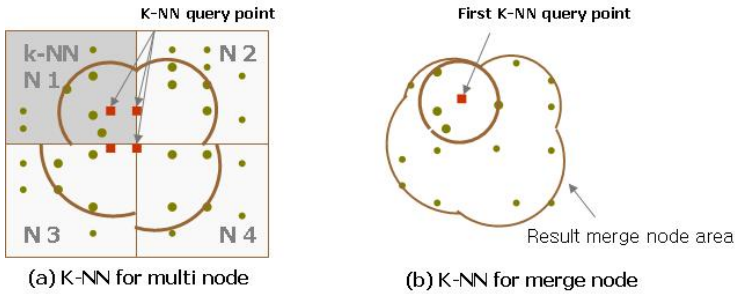 K-NN query point
First K-NN query point
k-NN
N 1
N 2
N 3
N 4
Result merge node area
(a) K-NN for multi node
(b) K-NN for merge node